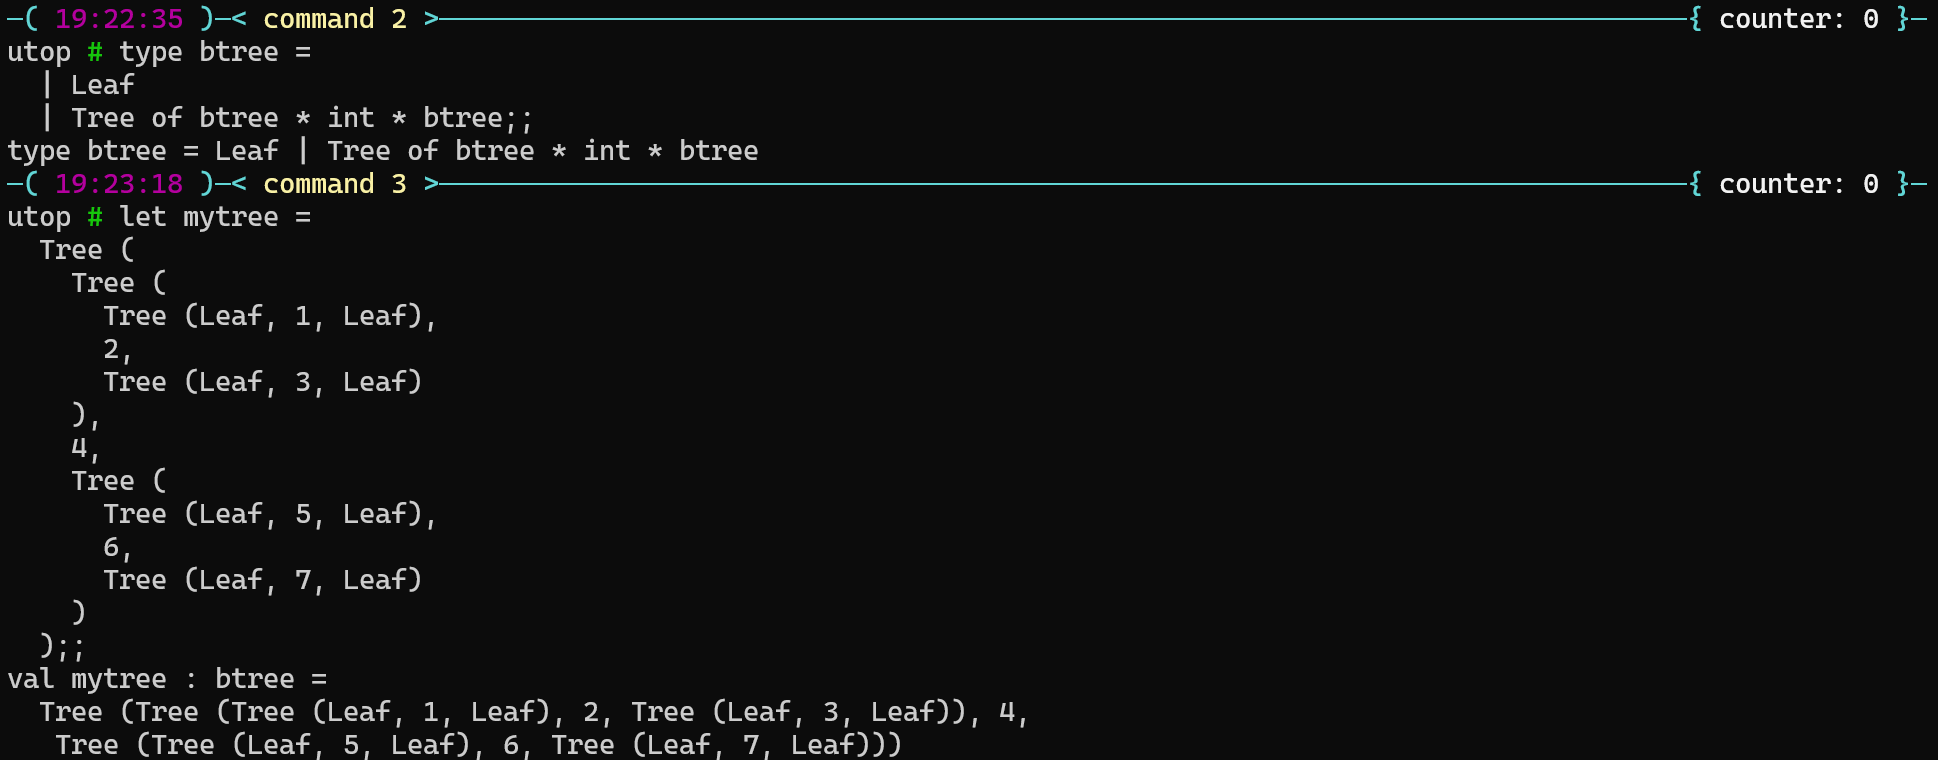 ─( 19:22:35 )─< command 2 >──────────────────────────────────────────────────────────────────────────────{ counter: 0 }─
utop # type btree =
  | Leaf
  | Tree of btree * int * btree;;
type btree = Leaf | Tree of btree * int * btree
─( 19:23:18 )─< command 3 >──────────────────────────────────────────────────────────────────────────────{ counter: 0 }─
utop # let mytree =
  Tree (
    Tree (
      Tree (Leaf, 1, Leaf),
      2,
      Tree (Leaf, 3, Leaf)
    ),
    4,
    Tree (
      Tree (Leaf, 5, Leaf),
      6,
      Tree (Leaf, 7, Leaf)
    )
  );;
val mytree : btree =
  Tree (Tree (Tree (Leaf, 1, Leaf), 2, Tree (Leaf, 3, Leaf)), 4,
   Tree (Tree (Leaf, 5, Leaf), 6, Tree (Leaf, 7, Leaf)))